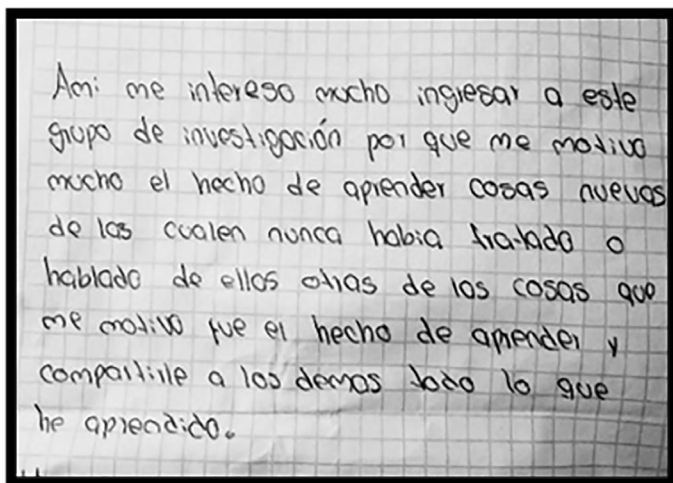 Ami me intereso mucho ingresar a este
grupo de investigación por que me motivo
mucho el hecho de aprender cosas nuevas
de las cualen nunca habia tratado o
hablado de ellas otras de las cosas que
me motivo fue el hecho de aprender y
compartirle a los demas todo lo que
he aprendido.